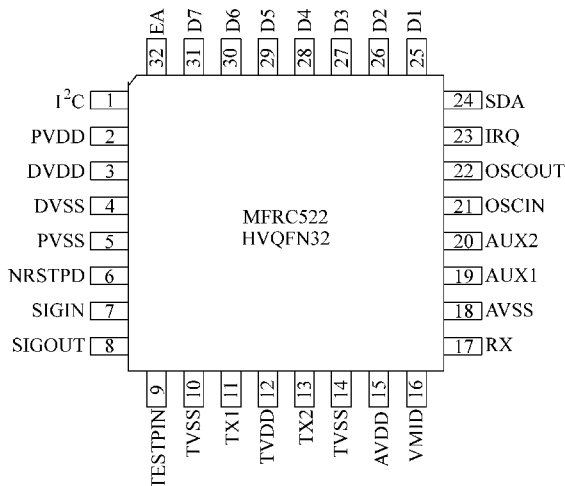 EA D7 D6 D5 D4 D3 D2 D1
32 31 30 29 28 27 26 25
I²C 1
PVDD 2
DVDD 3
DVSS 4
PVSS 5
NRSTPD 6
SIGIN 7
SIGOUT 8
MFRC522
HVQFN32
24 SDA
23 IRQ
22 OSCOUT
21 OSCIN
20 AUX2
19 AUX1
18 AVSS
17 RX
9 10 11 12 13 14 15 16
TESTPIN TVSS TX1 TVDD TX2 TVSS AVDD VMID